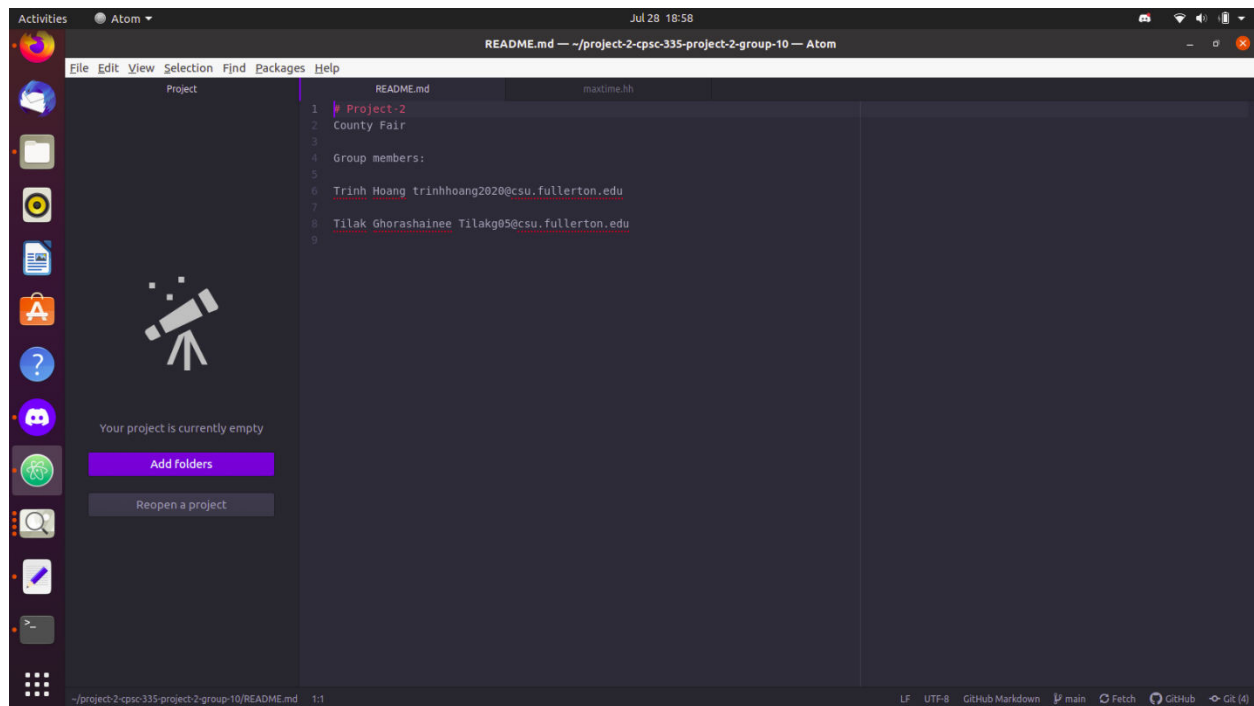 Activities Atom Jul 28 18:58
README.md — ~/project-2-cpsc-335-project-2-group-10 — Atom
File Edit View Selection Find Packages Help
Project README.md maxtime.hh
1 # Project-2
2 County Fair
3
4 Group members:
5
6 Trinh Hoang trinhhoang2020@csu.fullerton.edu
7
8 Tilak Ghorashainee Tilakg05@csu.fullerton.edu
9
Your project is currently empty
Add folders
Reopen a project
~/project-2-cpsc-335-project-2-group-10/README.md 1:1 LF UTF-8 GitHub Markdown main Fetch GitHub Git (4)